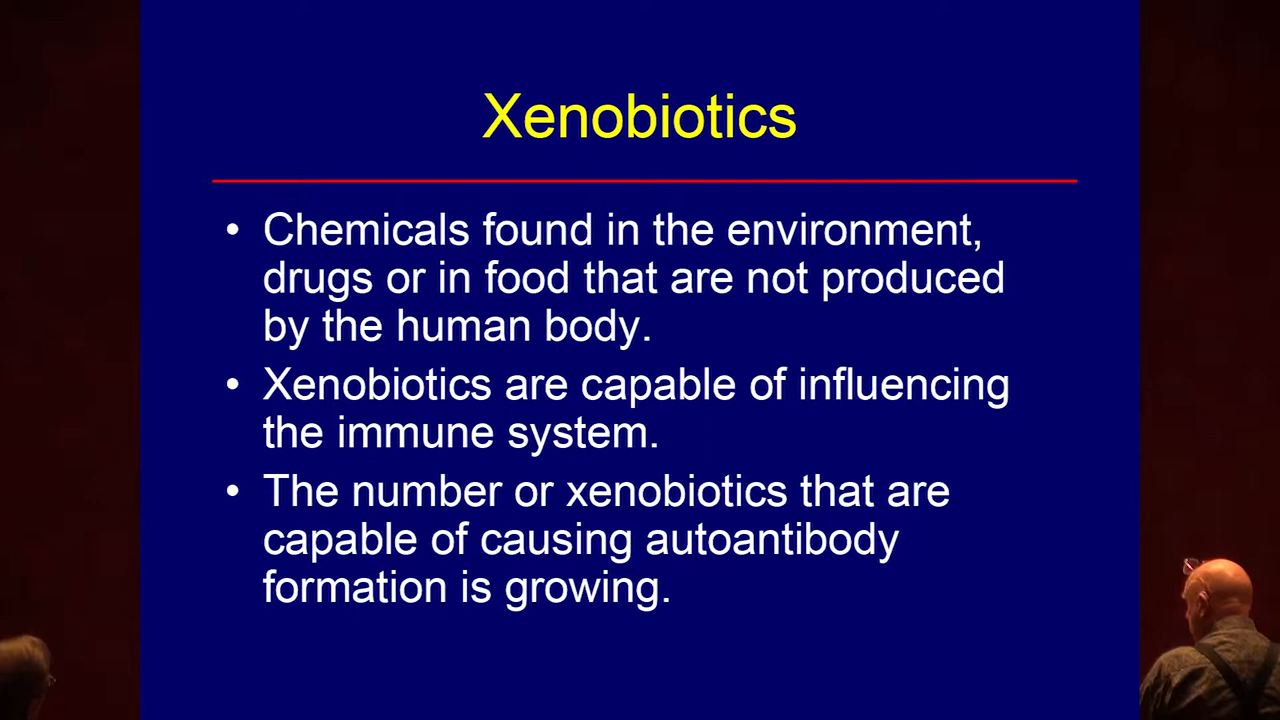 Xenobiotics
• Chemicals found in the environment,
drugs or in food that are not produced
by the human body.
• Xenobiotics are capable of influencing
the immune system.
• The number or xenobiotics that are
capable of causing autoantibody
formation is growing.